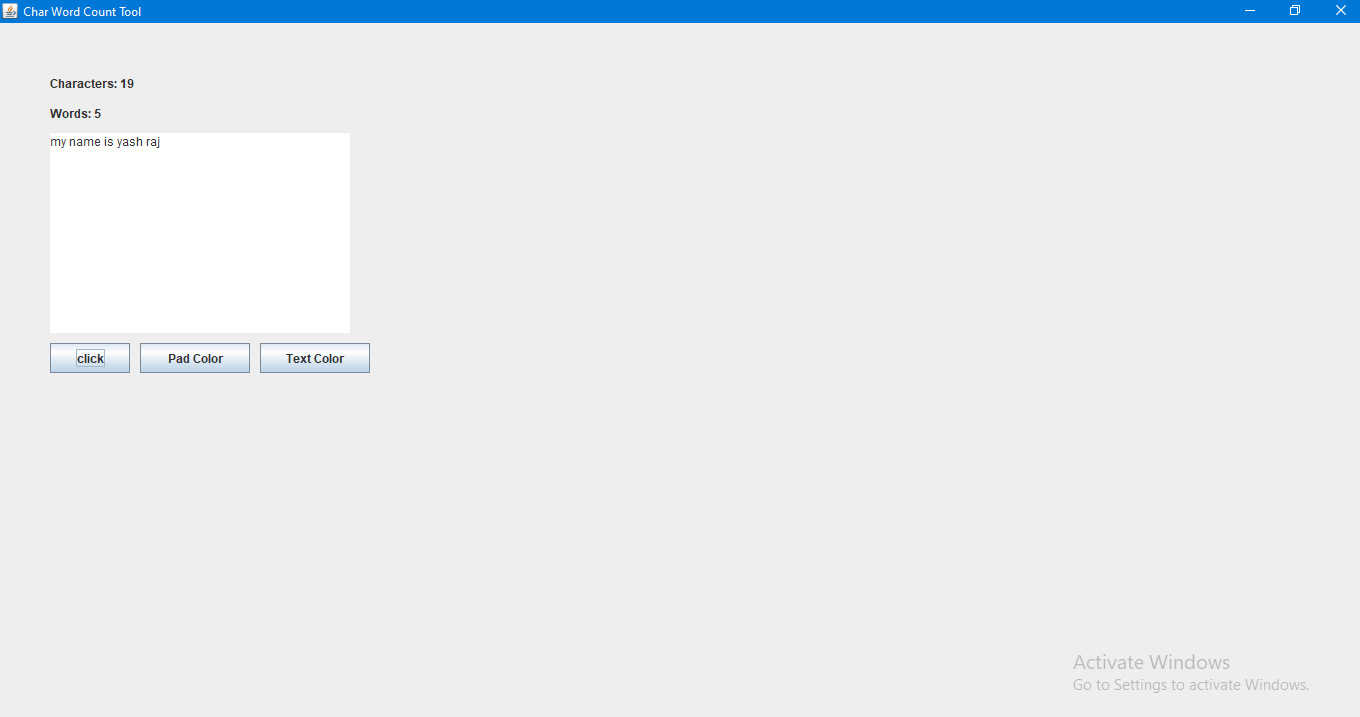 Char Word Count Tool
Characters: 19
Words: 5
my name is yash raj
click Pad Color Text Color
Activate Windows
Go to Settings to activate Windows.